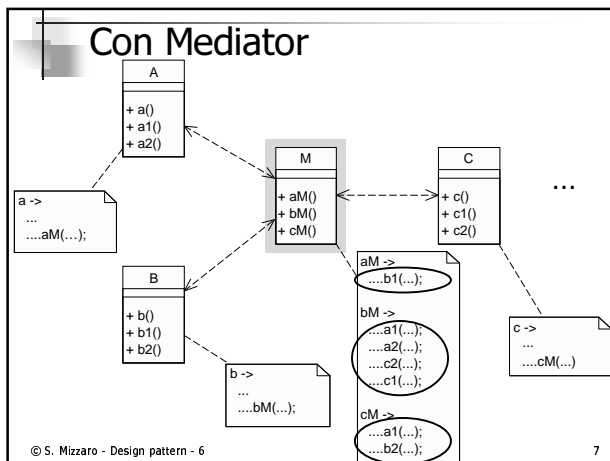 Con Mediator
A
+ a()
+ a1()
+ a2()
M
+ aM()
+ bM()
+ cM()
C
+ c()
+ c1()
+ c2()
...
a ->
...
....aM(...);
B
+ b()
+ b1()
+ b2()
aM ->
....b1(...);
bM ->
....a1(...);
....a2(...);
....c2(...);
....c1(...);
cM ->
....a1(...);
....b2(...);
c ->
...
....cM(...)
b ->
...
....bM(...);
© S. Mizzaro - Design pattern - 6
7